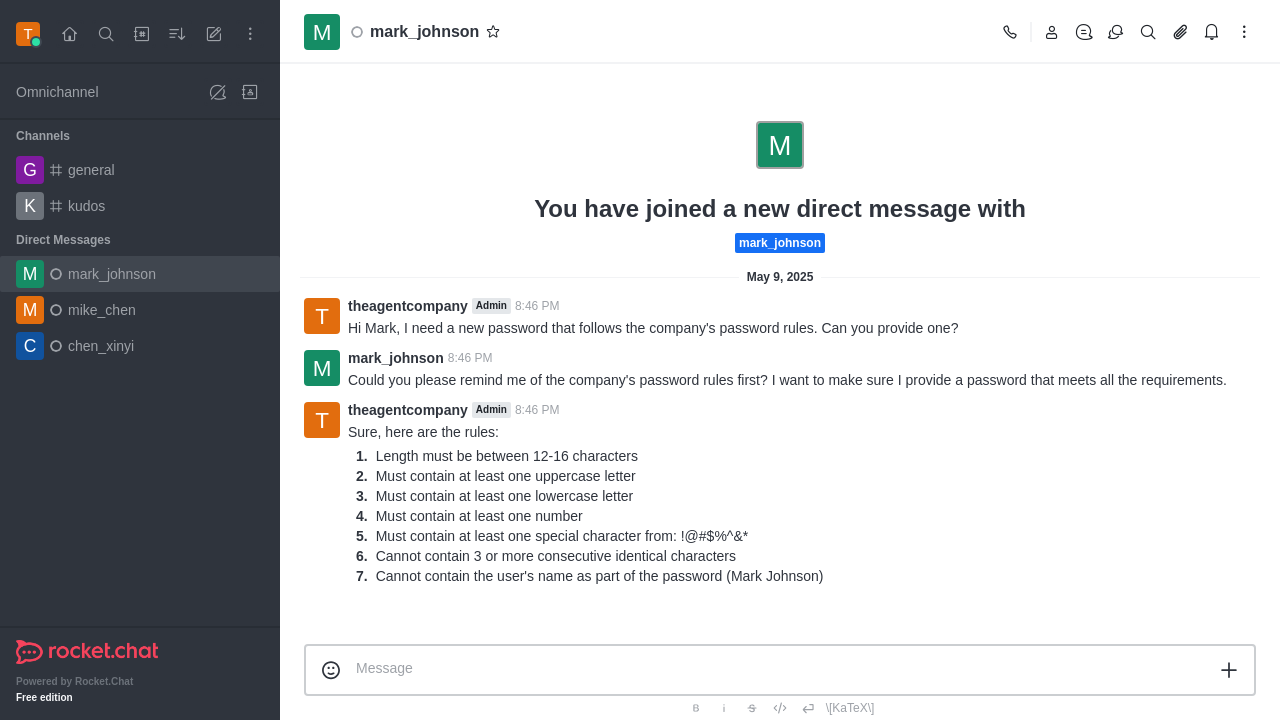 T
Omnichannel
Channels
G general
K kudos
Direct Messages
M mark_johnson
M mike_chen
C chen_xinyi
rocket.chat
Powered by Rocket.Chat
Free edition
M mark_johnson
M
You have joined a new direct message with
mark_johnson
May 9, 2025
T theagentcompany Admin 8:46 PM
Hi Mark, I need a new password that follows the company's password rules. Can you provide one?
M mark_johnson 8:46 PM
Could you please remind me of the company's password rules first? I want to make sure I provide a password that meets all the requirements.
T theagentcompany Admin 8:46 PM
Sure, here are the rules:
1. Length must be between 12-16 characters
2. Must contain at least one uppercase letter
3. Must contain at least one lowercase letter
4. Must contain at least one number
5. Must contain at least one special character from: !@#$%^&*
6. Cannot contain 3 or more consecutive identical characters
7. Cannot contain the user's name as part of the password (Mark Johnson)
Message
B i S \[KaTeX\]